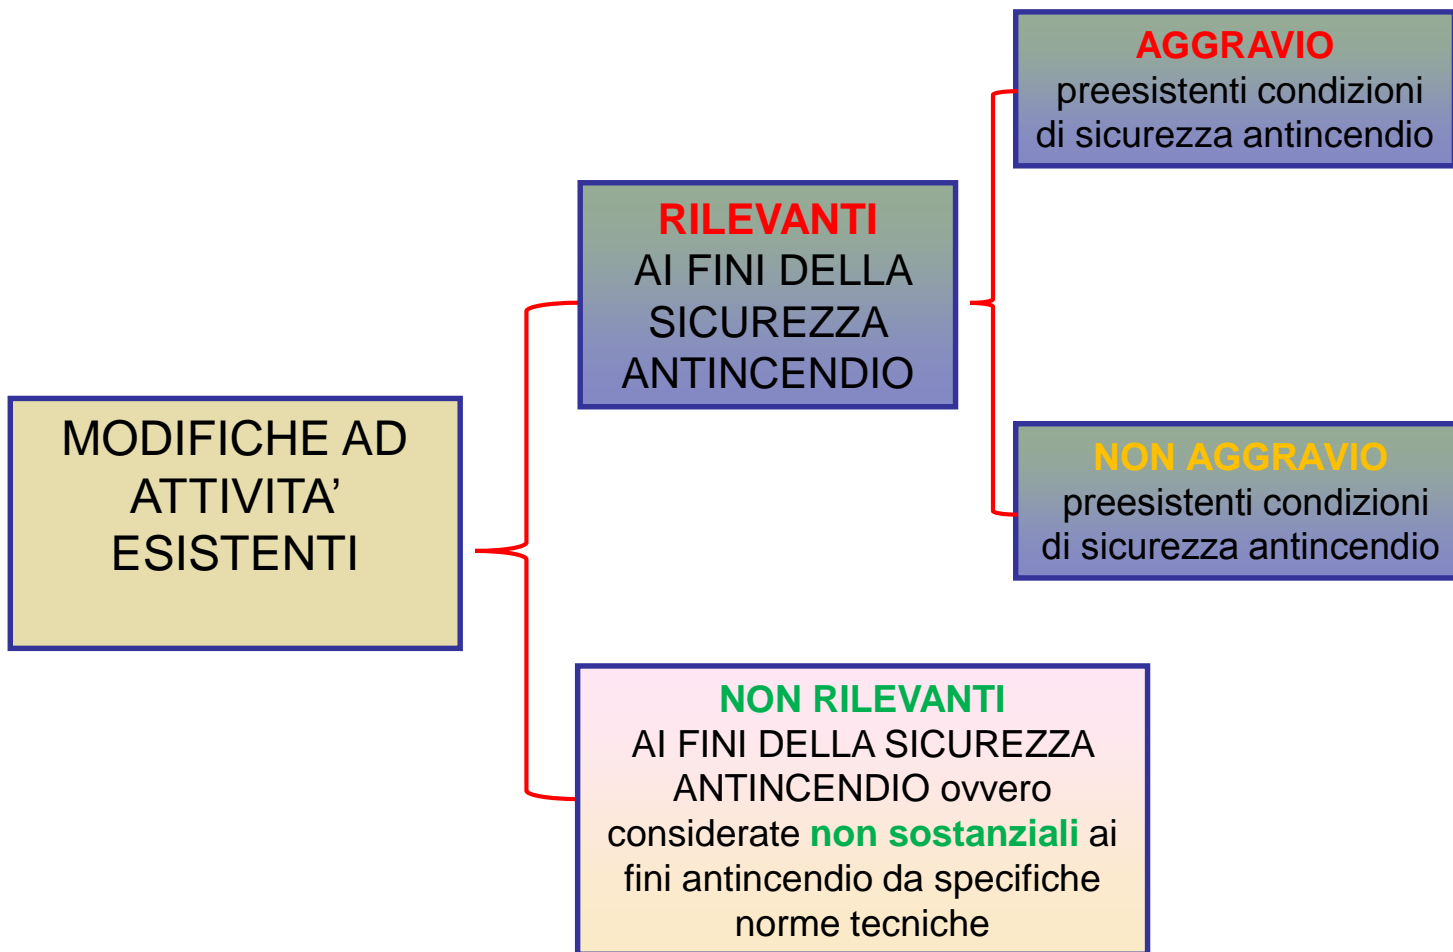 MODIFICHE AD
ATTIVITA’
ESISTENTI
RILEVANTI
AI FINI DELLA
SICUREZZA
ANTINCENDIO
AGGRAVIO
preesistenti condizioni
di sicurezza antincendio
NON AGGRAVIO
preesistenti condizioni
di sicurezza antincendio
NON RILEVANTI
AI FINI DELLA SICUREZZA
ANTINCENDIO ovvero
considerate non sostanziali ai
fini antincendio da specifiche
norme tecniche